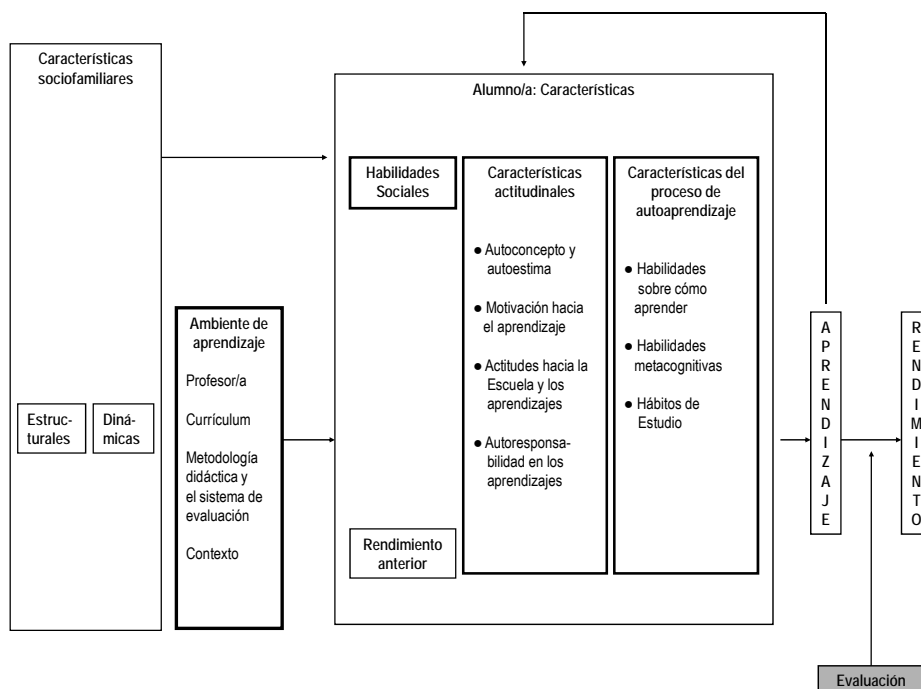 Características
sociofamiliares
Estruc-
turales
Diná-
micas
Ambiente de
aprendizaje
Profesor/a
Currículum
Metodología
didáctica y
el sistema de
evaluación
Contexto
Alumno/a: Características
Habilidades
Sociales
Rendimiento
anterior
Características
actitudinales
● Autoconcepto y
autoestima
● Motivación hacia
el aprendizaje
● Actitudes hacia la
Escuela y los
aprendizajes
● Autoresponsa-
bilidad en los
aprendizajes
Características del
proceso de
autoaprendizaje
● Habilidades
sobre cómo
aprender
● Habilidades
metacognitivas
● Hábitos de
Estudio
A
P
R
E
N
D
I
Z
A
J
E
R
E
N
D
I
M
I
E
N
T
O
Evaluación